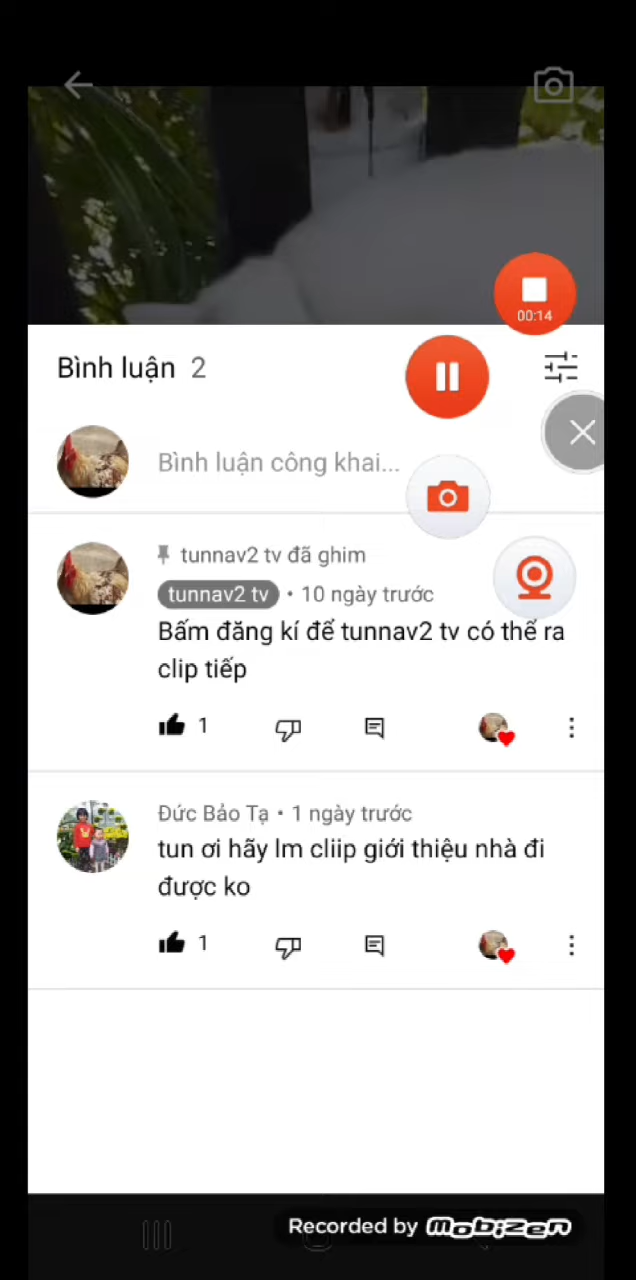 00:14
Bình luận 2
Bình luận công khai...
tunnav2 tv đã ghim
tunnav2 tv • 10 ngày trước
Bấm đăng kí để tunnav2 tv có thể ra
clip tiếp
1
Đức Bảo Tạ • 1 ngày trước
tun ơi hãy lm cliip giới thiệu nhà đi
được ko
1
Recorded by mobizen